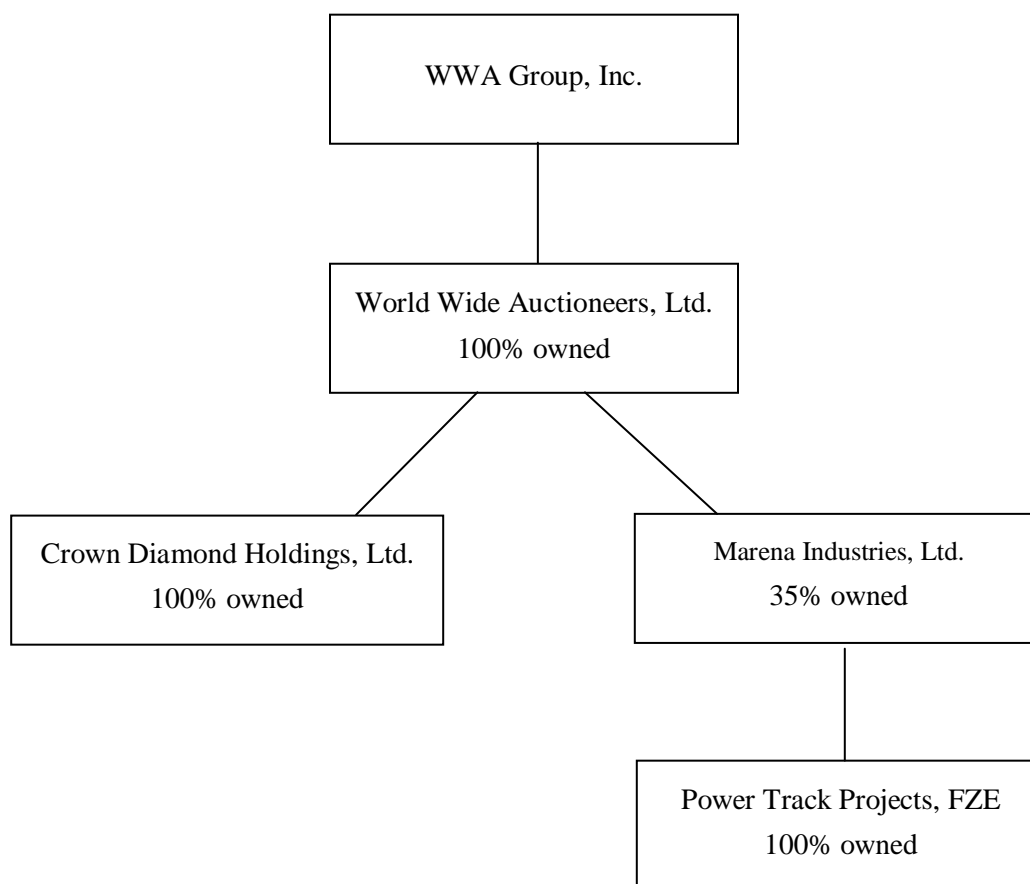 WWA Group, Inc.
World Wide Auctioneers, Ltd.
100% owned
Crown Diamond Holdings, Ltd.
100% owned
Marena Industries, Ltd.
35% owned
Power Track Projects, FZE
100% owned